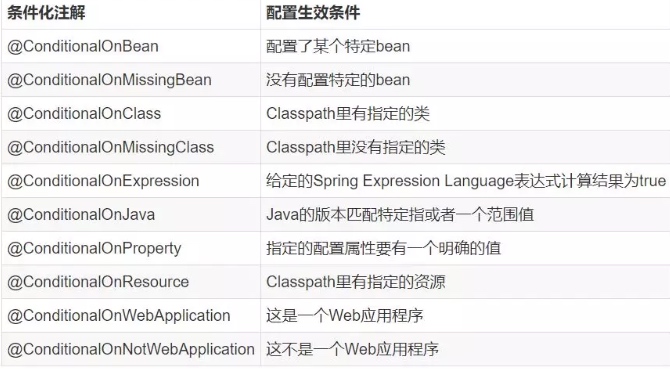 条件化注解 配置生效条件
@ConditionalOnBean 配置了某个特定bean
@ConditionalOnMissingBean 没有配置特定的bean
@ConditionalOnClass Classpath里有指定的类
@ConditionalOnMissingClass Classpath里没有指定的类
@ConditionalOnExpression 给定的Spring Expression Language表达式计算结果为true
@ConditionalOnJava Java的版本匹配特定指或者一个范围值
@ConditionalOnProperty 指定的配置属性要有一个明确的值
@ConditionalOnResource Classpath里有指定的资源
@ConditionalOnWebApplication 这是一个Web应用程序
@ConditionalOnNotWebApplication 这不是一个Web应用程序